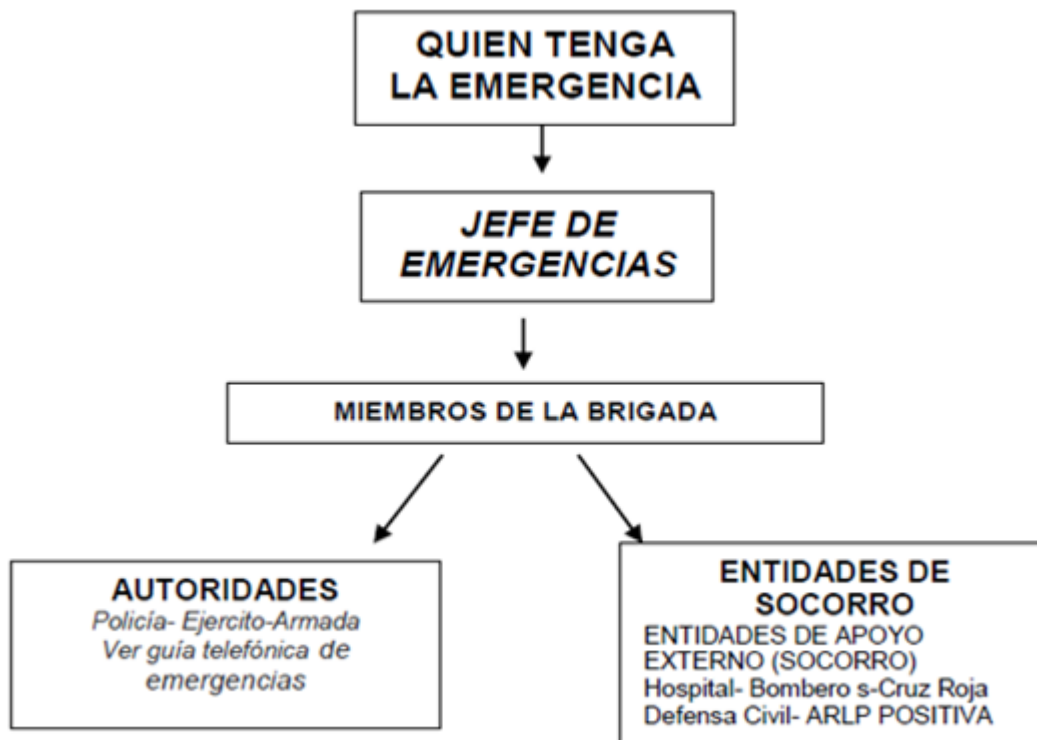 QUIEN TENGA
LA EMERGENCIA
JEFE DE
EMERGENCIAS
MIEMBROS DE LA BRIGADA
AUTORIDADES
Policía- Ejercito-Armada
Ver guía telefónica de
emergencias
ENTIDADES DE
SOCORRO
ENTIDADES DE APOYO
EXTERNO (SOCORRO)
Hospital- Bombero s-Cruz Roja
Defensa Civil- ARLP POSITIVA